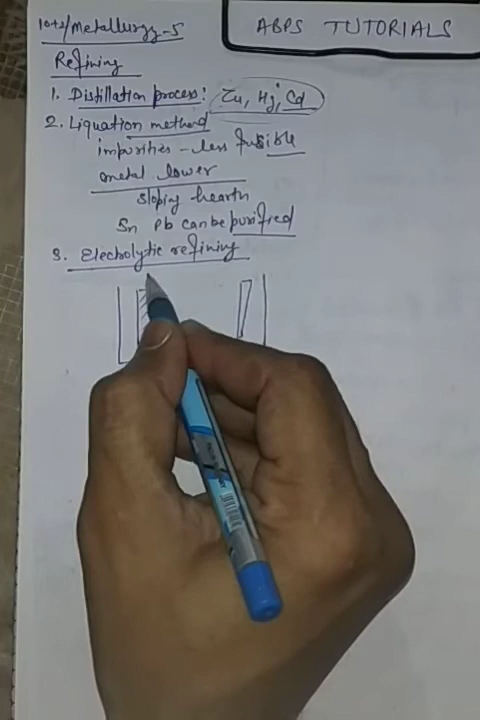 10+2/Metallurgy-5
ABPS TUTORIALS
Refining
1. Distillation process: Zn, Hg, Cd
2. Liquation method
impurities - less fusible
metal lower
sloping hearth
Sn Pb can be purified
3. Electrolytic refining